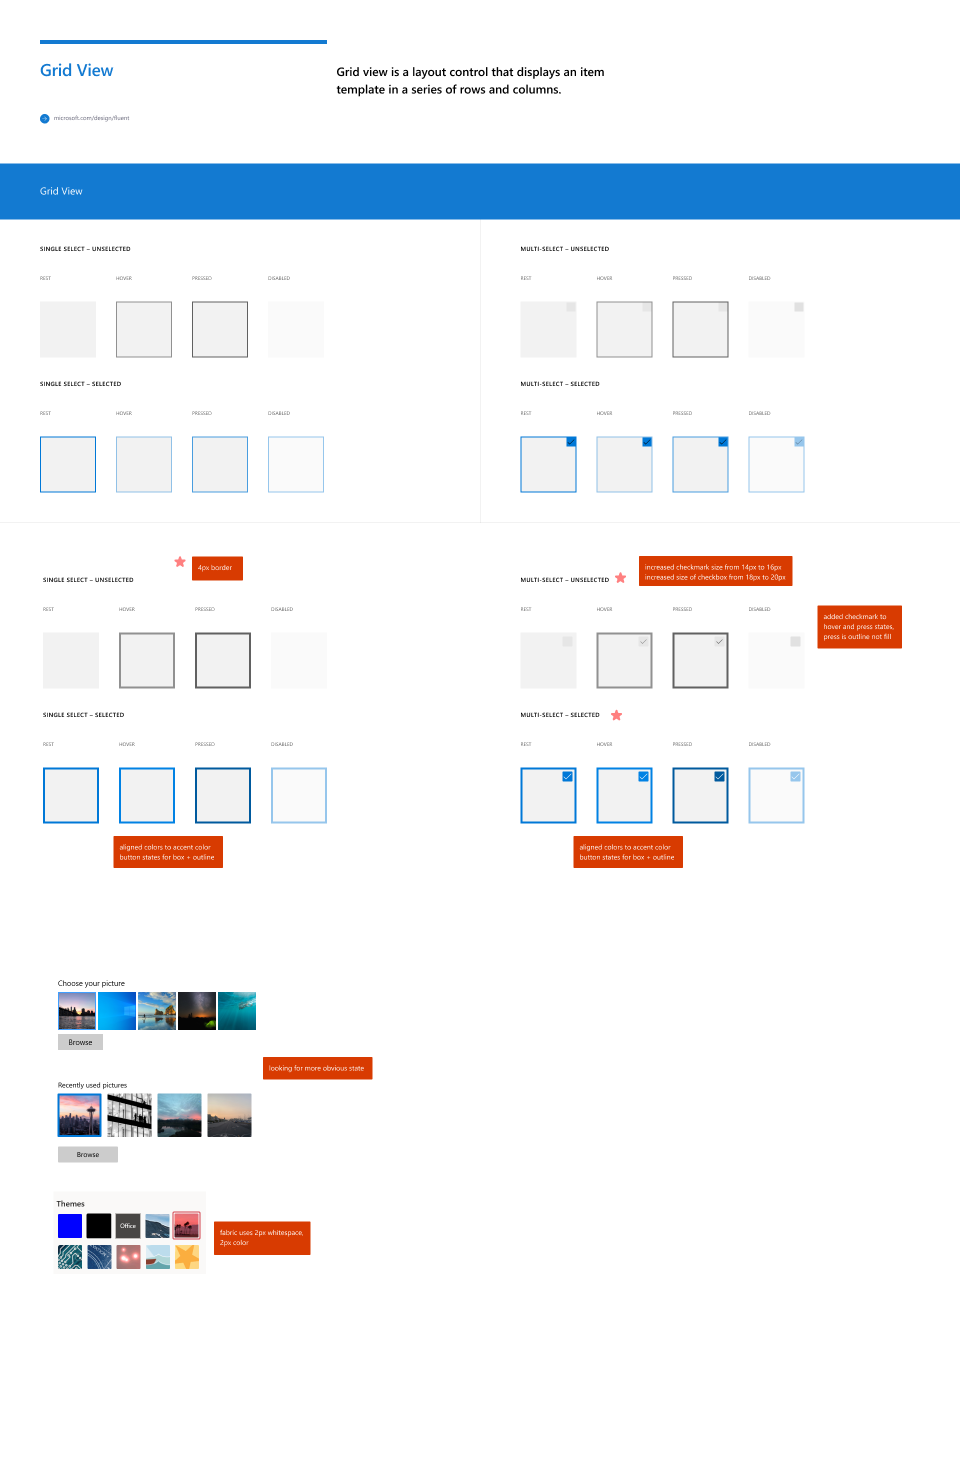 Grid View
Grid view is a layout control that displays an item
template in a series of rows and columns.
microsoft.com/design/fluent
Grid View
SINGLE SELECT – UNSELECTED
REST
HOVER
PRESSED
DISABLED
SINGLE SELECT – SELECTED
REST
HOVER
PRESSED
DISABLED
MULTI-SELECT – UNSELECTED
REST
HOVER
PRESSED
DISABLED
MULTI-SELECT – SELECTED
REST
HOVER
PRESSED
DISABLED
4px border
SINGLE SELECT – UNSELECTED
REST
HOVER
PRESSED
DISABLED
SINGLE SELECT – SELECTED
REST
HOVER
PRESSED
DISABLED
aligned colors to accent color
button states for box + outline
increased checkmark size from 14px to 16px
increased size of checkbox from 18px to 20px
MULTI-SELECT – UNSELECTED
added checkmark to
hover and press states,
press is outline not fill
REST
HOVER
PRESSED
DISABLED
MULTI-SELECT – SELECTED
REST
HOVER
PRESSED
DISABLED
aligned colors to accent color
button states for box + outline
Choose your picture
Browse
looking for more obvious state
Recently used pictures
Browse
Themes
Office
fabric uses 2px whitespace,
2px color